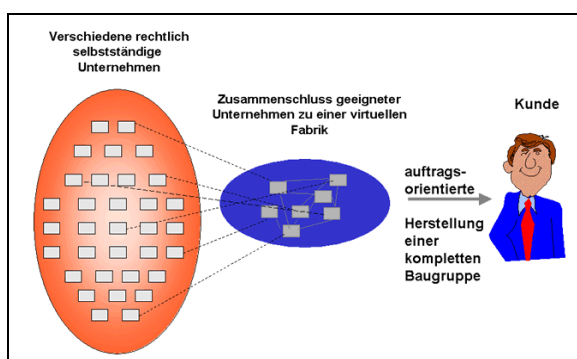 Verschiedene rechtlich
selbstständige
Unternehmen
Zusammenschluss geeigneter
Unternehmen zu einer virtuellen
Fabrik
Kunde
auftrags-
orientierte
Herstellung
einer
kompletten
Baugruppe